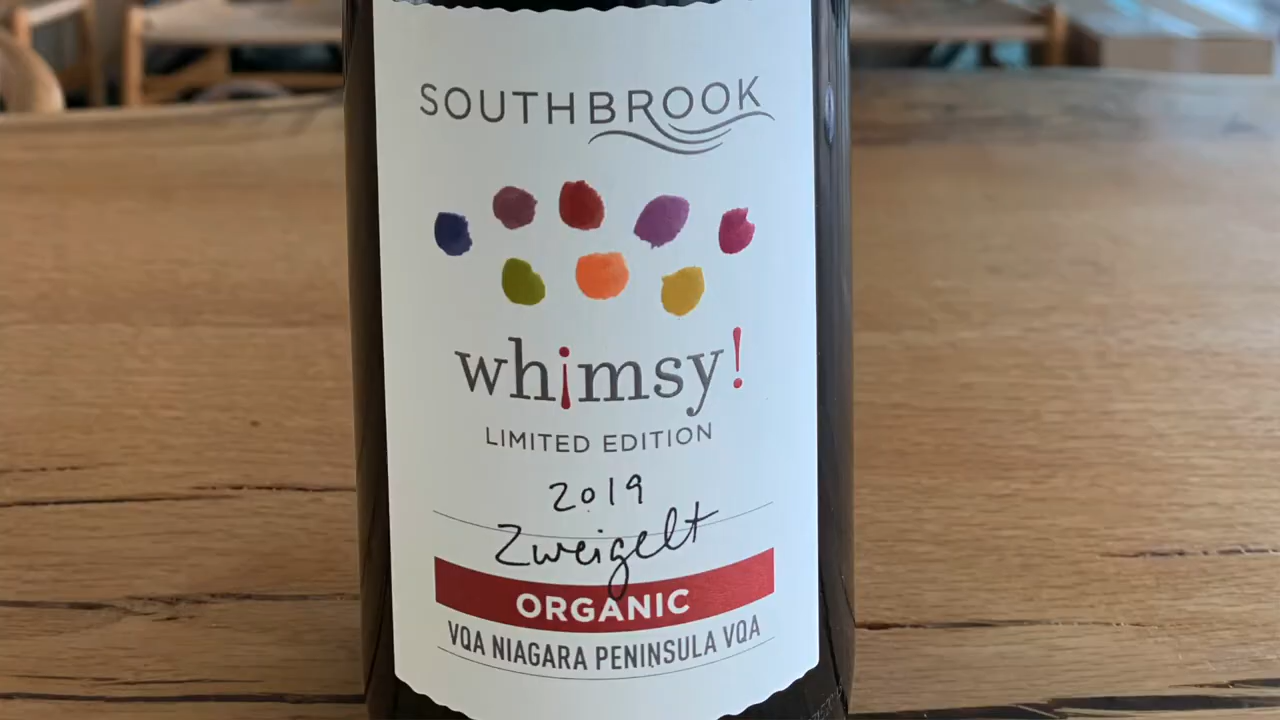 SOUTHBROOK
whimsy!
LIMITED EDITION
2019
Zweigelt
ORGANIC
VQA NIAGARA PENINSULA VQA